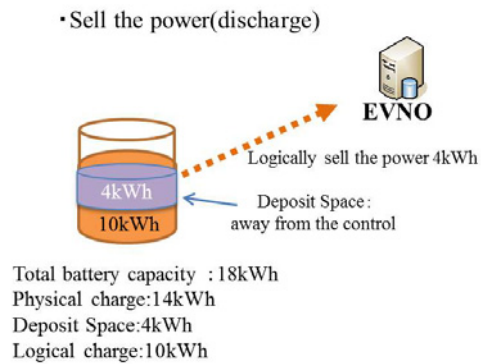 ・Sell the power(discharge)
EVNO
Logically sell the power 4kWh
4kWh
Deposit Space:
away from the control
10kWh
Total battery capacity :18kWh
Physical charge:14kWh
Deposit Space:4kWh
Logical charge:10kWh